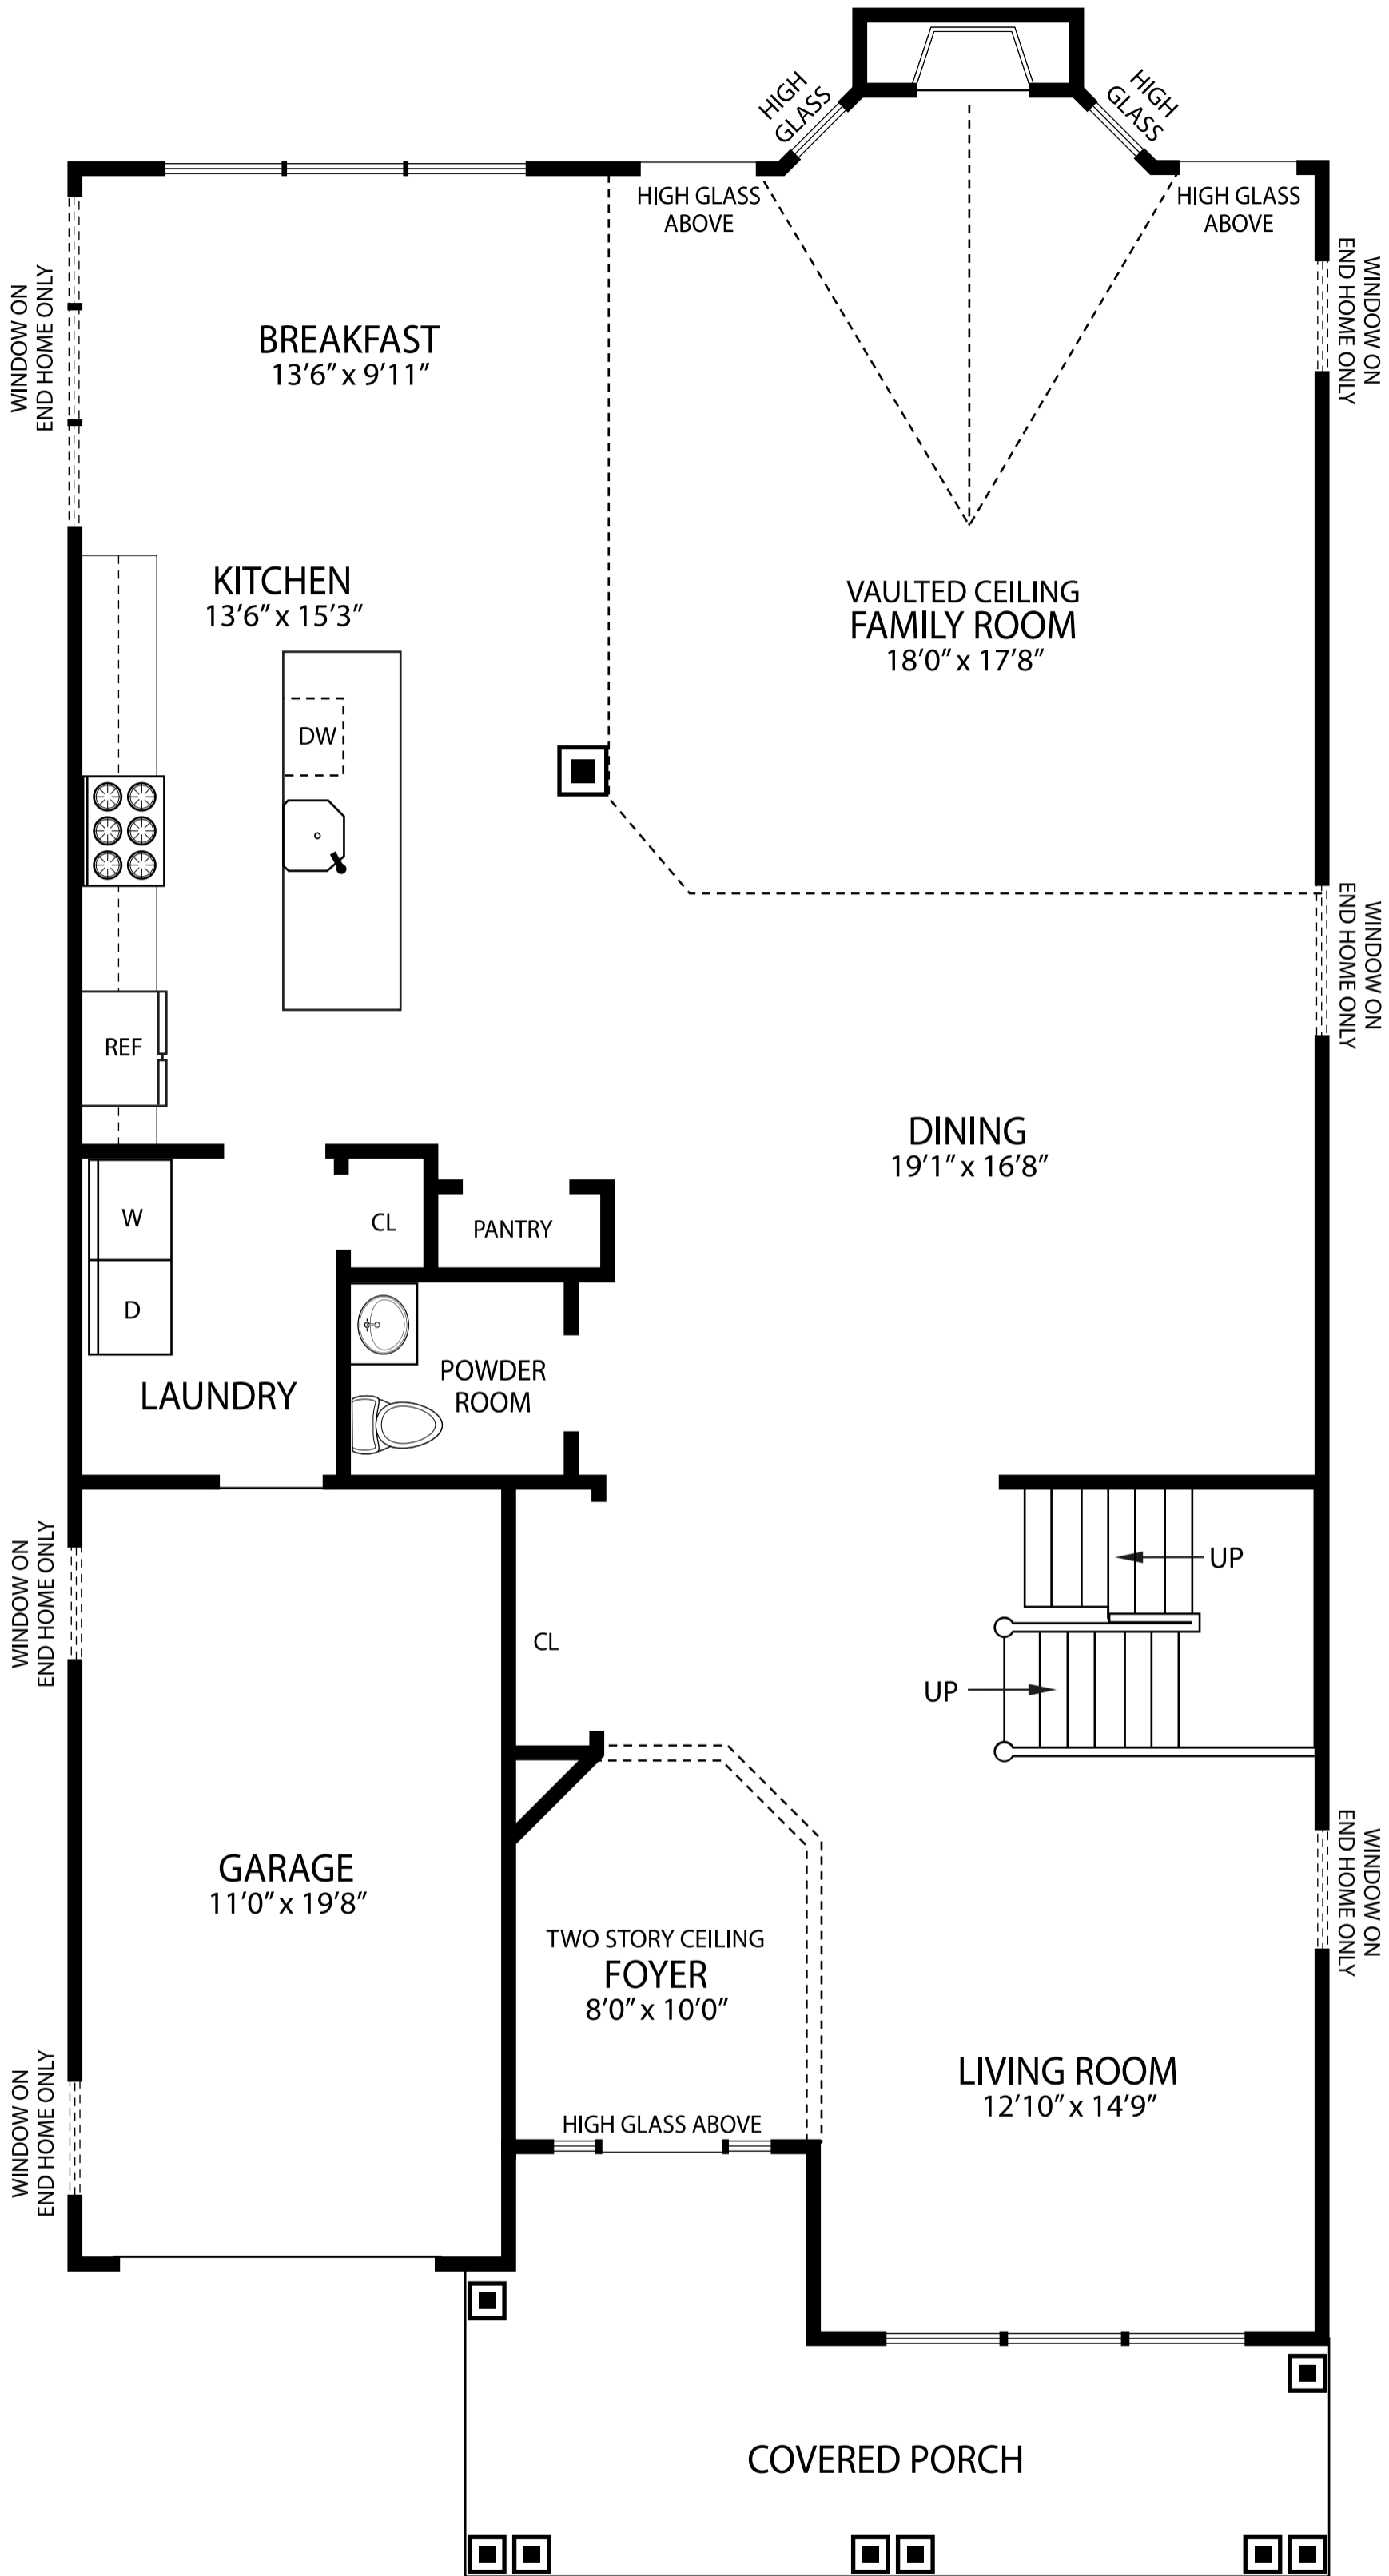 HIGH
GLASS
HIGH
GLASS
HIGH GLASS
ABOVE
HIGH GLASS
ABOVE
WINDOW ON
END HOME ONLY
WINDOW ON
END HOME ONLY
BREAKFAST
13'6" x 9'11"
KITCHEN
13'6" x 15'3"
VAULTED CEILING
FAMILY ROOM
18'0" x 17'8"
DW
WINDOW ON
END HOME ONLY
REF
DINING
19'1" x 16'8"
W
CL
PANTRY
D
POWDER
ROOM
LAUNDRY
WINDOW ON
END HOME ONLY
UP
CL
UP
GARAGE
11'0" x 19'8"
WINDOW ON
END HOME ONLY
TWO STORY CEILING
FOYER
8'0" x 10'0"
LIVING ROOM
12'10" x 14'9"
HIGH GLASS ABOVE
WINDOW ON
END HOME ONLY
COVERED PORCH